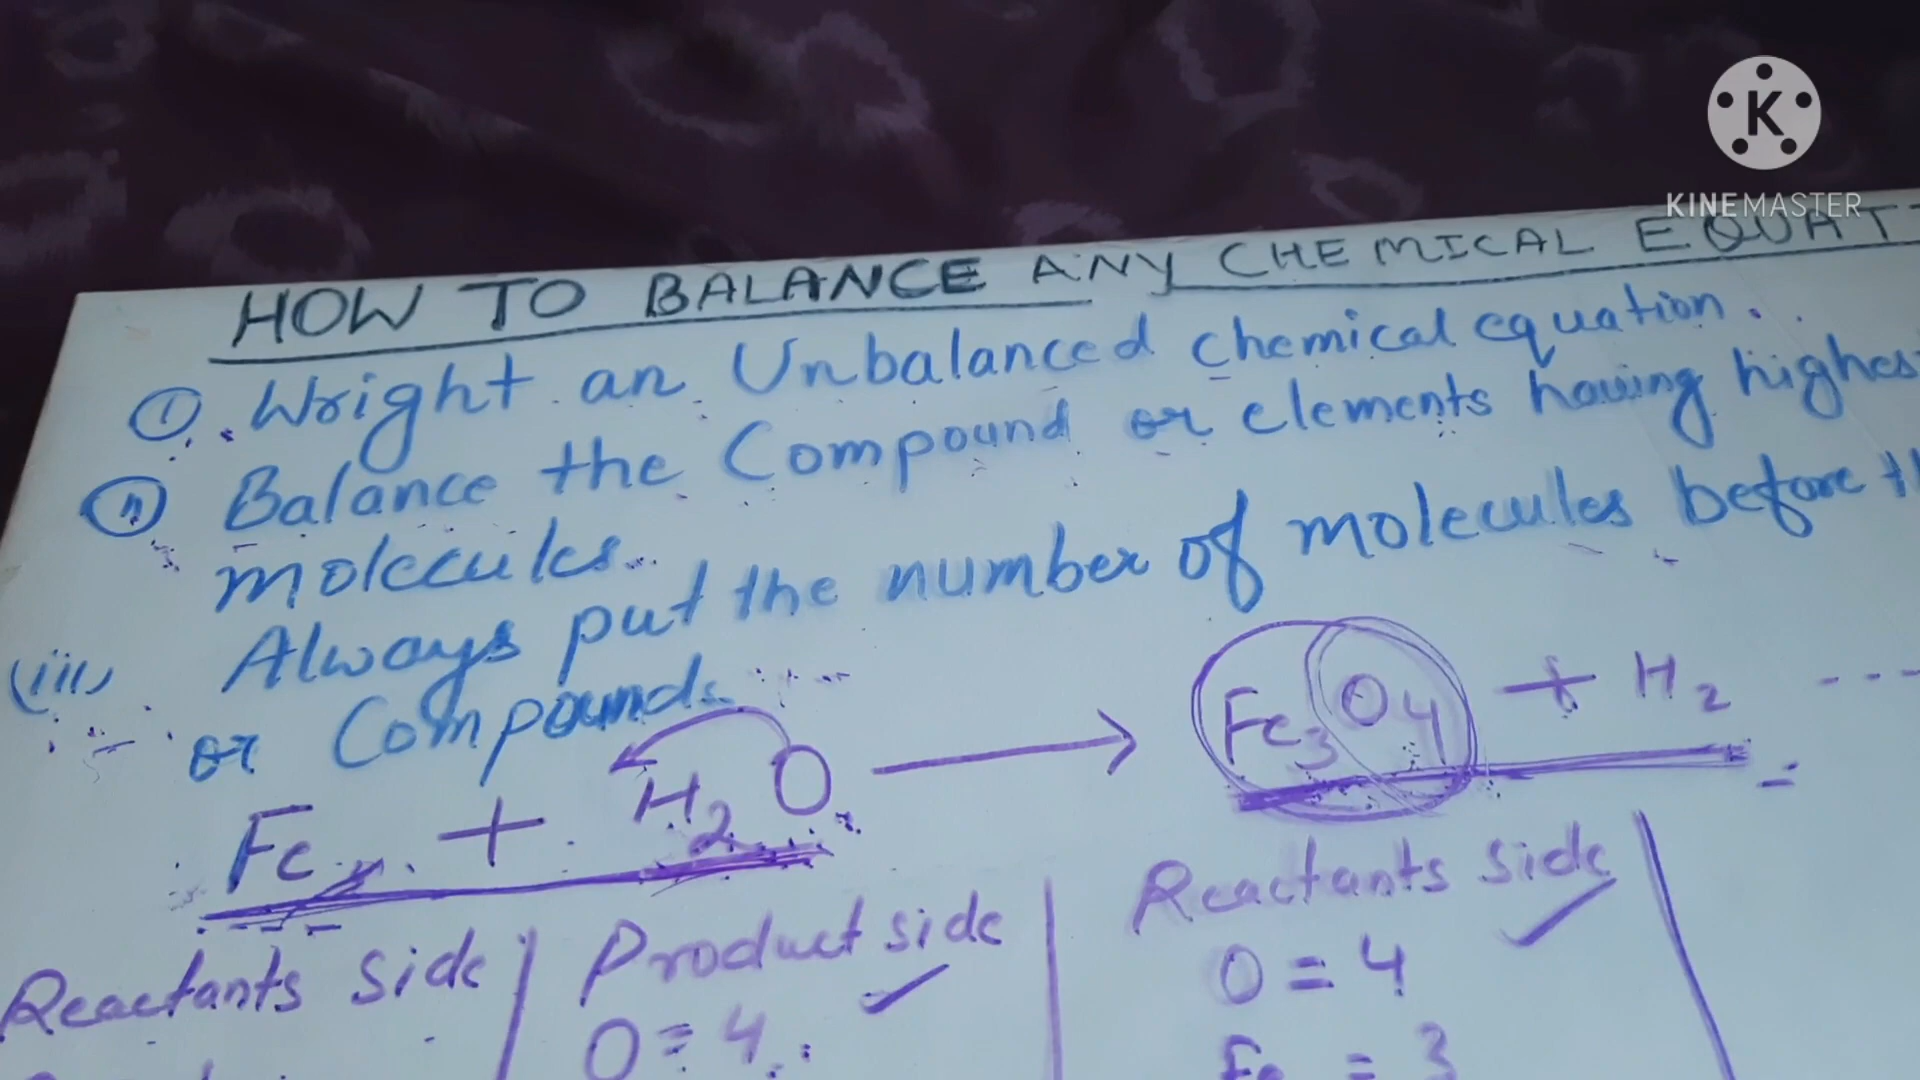 KINEMASTER
HOW TO BALANCE ANY CHEMICAL EQUAT
(i) Wright an Unbalanced chemical equation.
(ii) Balance the Compound or elements having highest
molecules.
(iii) Always put the number of molecules before
or Compounds
Fe + H2O → Fe3O4 + H2
Reactants side | Product side | Reactants side
O = 4 O = 4
Fe = 3